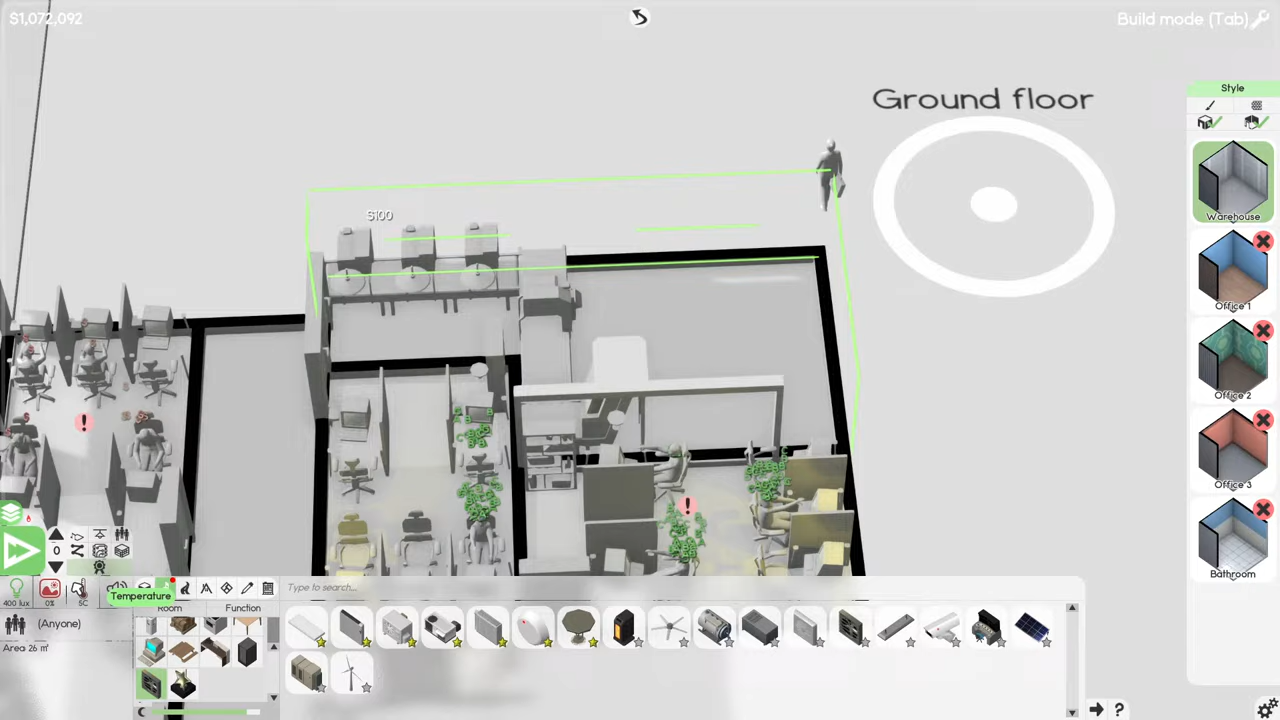 $1,072,092
Build mode (Tab)
Ground floor
Style
$100
Warehouse
Office 1
Office 2
Office 3
Bathroom
0
400 lux
0%
5C
Temperature
Type to search...
Room
Function
(Anyone)
Area 26 m²
?